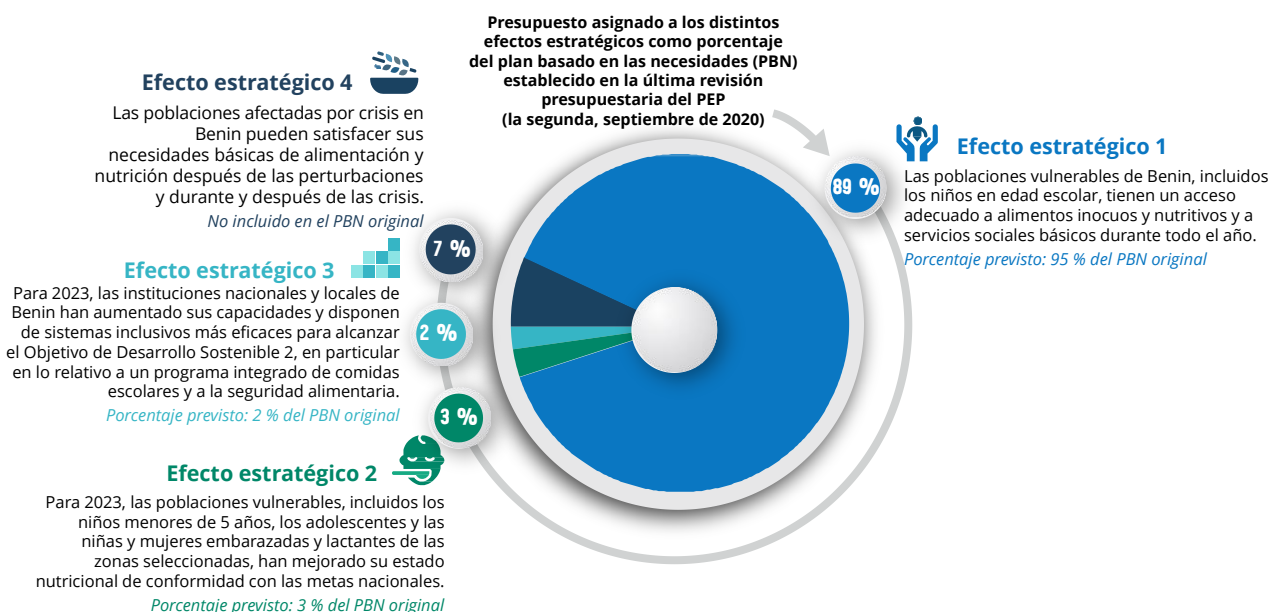 Presupuesto asignado a los distintos
efectos estratégicos como porcentaje
del plan basado en las necesidades (PBN)
establecido en la última revisión
presupuestaria del PEP
(la segunda, septiembre de 2020)
89 %
Efecto estratégico 1
Las poblaciones vulnerables de Benin, incluidos
los niños en edad escolar, tienen un acceso
adecuado a alimentos inocuos y nutritivos y a
servicios sociales básicos durante todo el año.
Porcentaje previsto: 95 % del PBN original
Efecto estratégico 4
Las poblaciones afectadas por crisis en
Benin pueden satisfacer sus
necesidades básicas de alimentación y
nutrición después de las perturbaciones
y durante y después de las crisis.
No incluido en el PBN original
7 %
Efecto estratégico 3
Para 2023, las instituciones nacionales y locales de
Benin han aumentado sus capacidades y disponen
de sistemas inclusivos más eficaces para alcanzar
el Objetivo de Desarrollo Sostenible 2, en particular
en lo relativo a un programa integrado de comidas
escolares y a la seguridad alimentaria.
Porcentaje previsto: 2 % del PBN original
2 %
3 %
Efecto estratégico 2
Para 2023, las poblaciones vulnerables, incluidos los
niños menores de 5 años, los adolescentes y las
niñas y mujeres embarazadas y lactantes de las
zonas seleccionadas, han mejorado su estado
nutricional de conformidad con las metas nacionales.
Porcentaje previsto: 3 % del PBN original